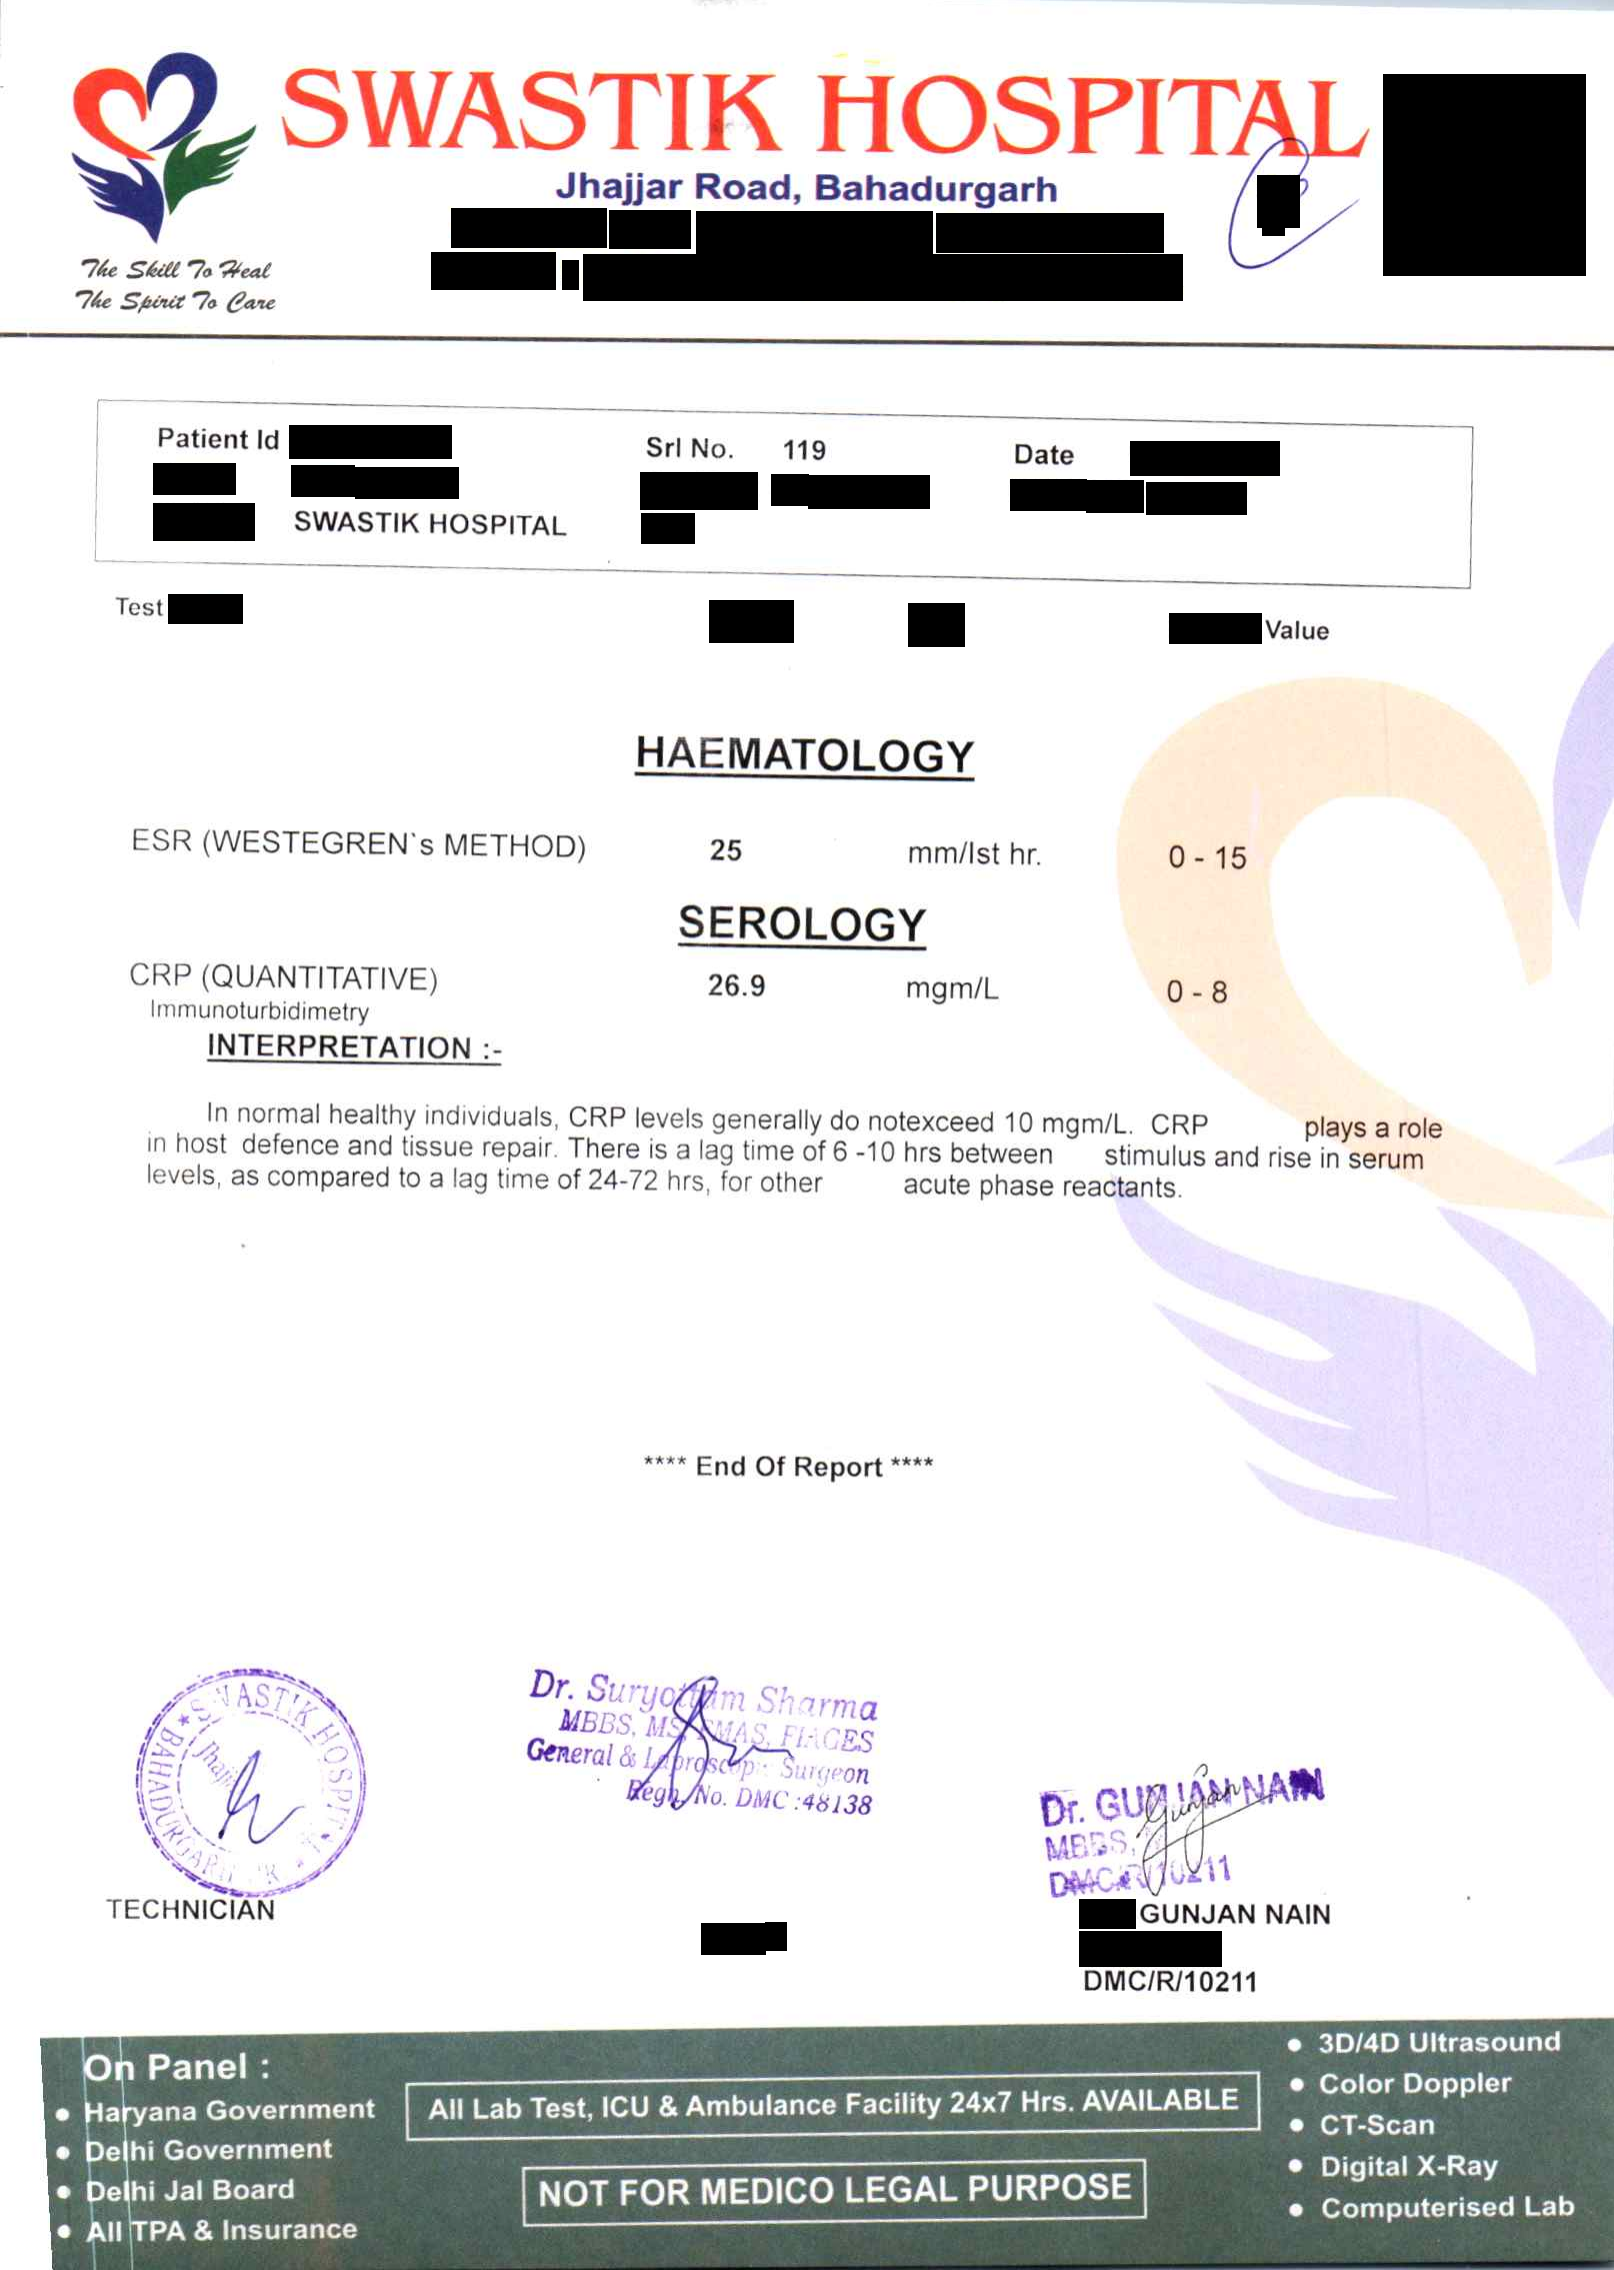 SWASTIK HOSPITAL
Jhajjar Road, Bahadurgarh
The Skill To Heal
The Spirit To Care
Patient Id
Srl No. 119
Date
SWASTIK HOSPITAL
Test
Value
HAEMATOLOGY
ESR (WESTEGREN`s METHOD) 25 mm/Ist hr. 0 - 15
SEROLOGY
CRP (QUANTITATIVE) 26.9 mgm/L 0 - 8
Immunoturbidimetry
INTERPRETATION :-
In normal healthy individuals, CRP levels generally do notexceed 10 mgm/L. CRP plays a role
in host defence and tissue repair. There is a lag time of 6 -10 hrs between stimulus and rise in serum
levels, as compared to a lag time of 24-72 hrs, for other acute phase reactants.
**** End Of Report ****
SWASTIK HOSPIT
BAHADURGARH
Dr. Suryottam Sharma
MBBS, MS, FMAS, FIAGES
General & Laproscopic Surgeon
Regn. No. DMC :48138
Dr. GUNJAN NAIN
MBBS,
DMC/R/10211
Gunjan
TECHNICIAN
GUNJAN NAIN
DMC/R/10211
On Panel :
• Haryana Government
• Delhi Government
• Delhi Jal Board
• All TPA & Insurance
All Lab Test, ICU & Ambulance Facility 24x7 Hrs. AVAILABLE
NOT FOR MEDICO LEGAL PURPOSE
• 3D/4D Ultrasound
• Color Doppler
• CT-Scan
• Digital X-Ray
• Computerised Lab